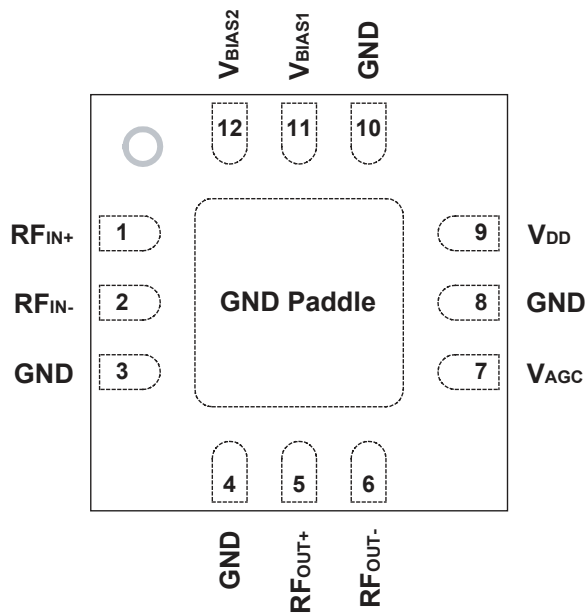 VBIAS2
VBIAS1
GND
12
11
10
RFIN+
1
9
VDD
RFIN-
2
GND Paddle
8
GND
GND
3
7
VAGC
4
5
6
GND
RFOUT+
RFOUT-